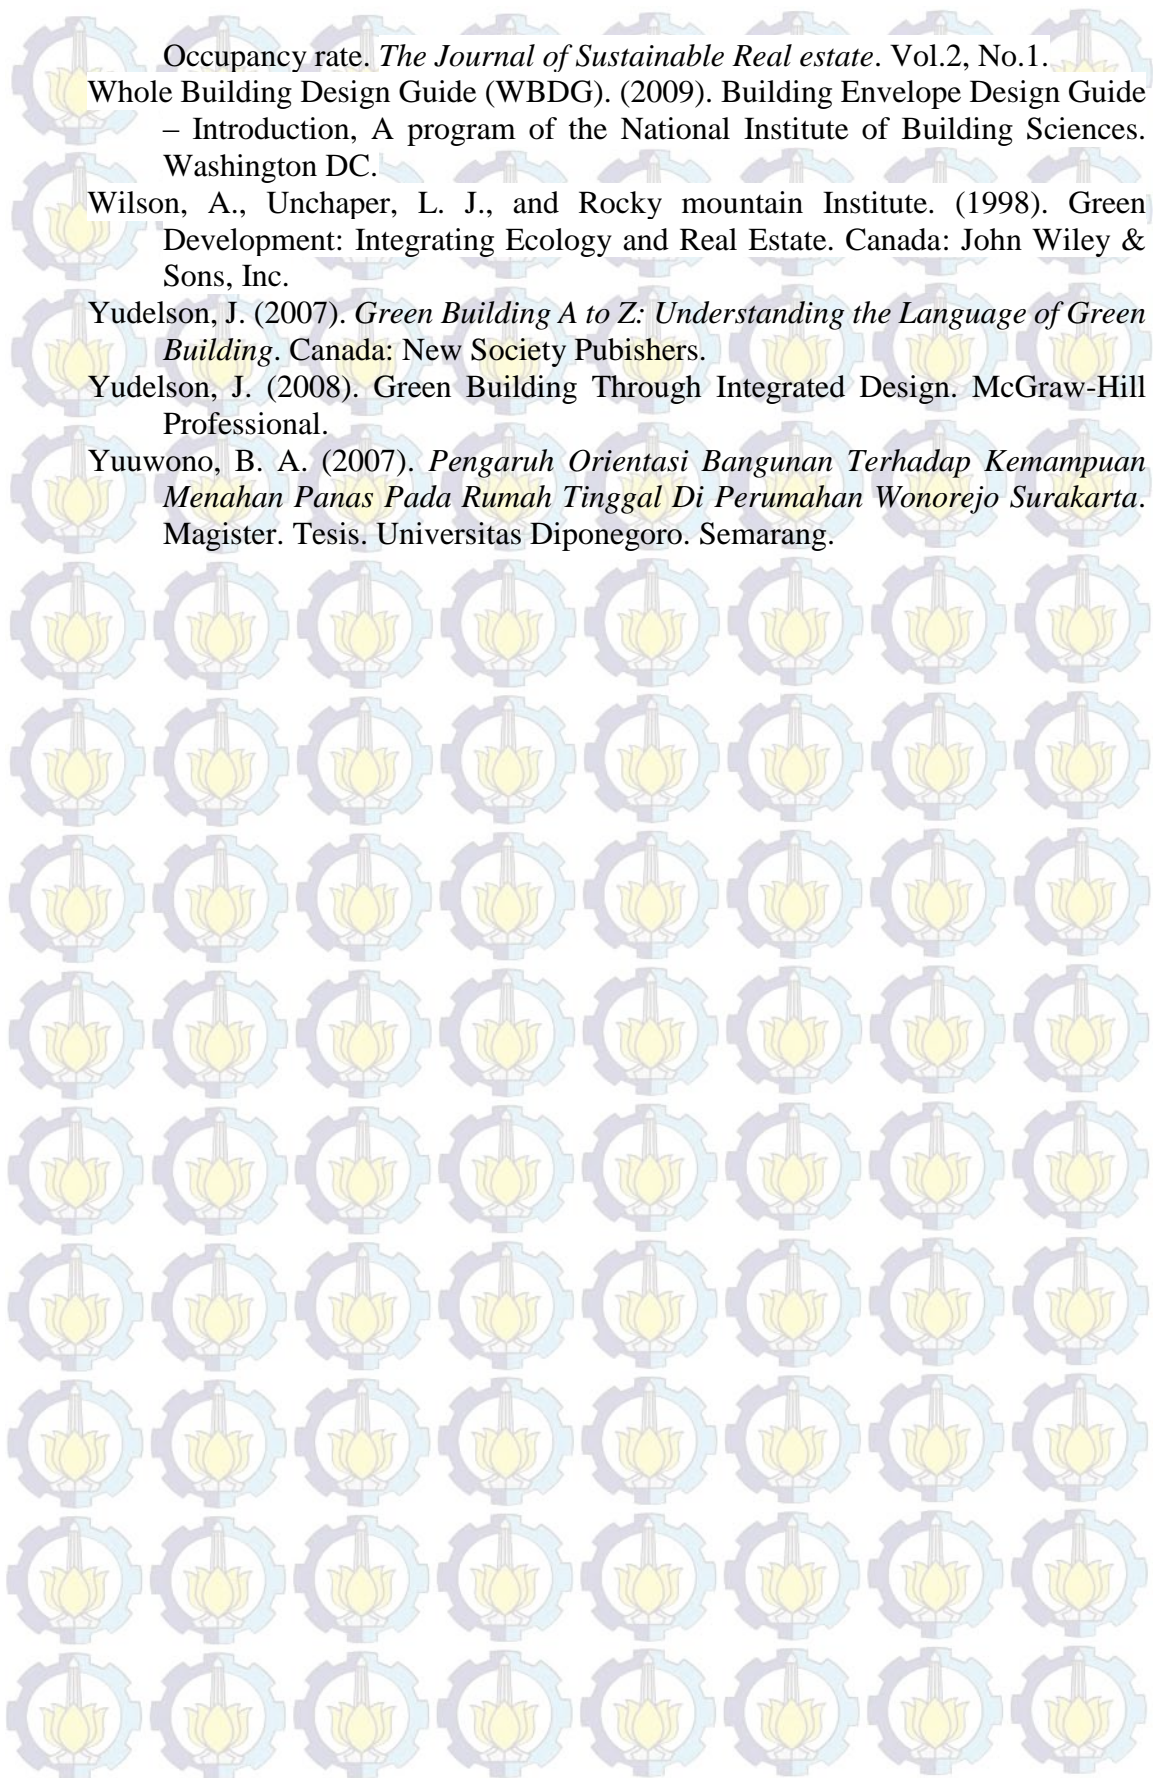 Occupancy rate. The Journal of Sustainable Real estate. Vol.2, No.1.
Whole Building Design Guide (WBDG). (2009). Building Envelope Design Guide
– Introduction, A program of the National Institute of Building Sciences.
Washington DC.
Wilson, A., Unchaper, L. J., and Rocky mountain Institute. (1998). Green
Development: Integrating Ecology and Real Estate. Canada: John Wiley &
Sons, Inc.
Yudelson, J. (2007). Green Building A to Z: Understanding the Language of Green
Building. Canada: New Society Pubishers.
Yudelson, J. (2008). Green Building Through Integrated Design. McGraw-Hill
Professional.
Yuuwono, B. A. (2007). Pengaruh Orientasi Bangunan Terhadap Kemampuan
Menahan Panas Pada Rumah Tinggal Di Perumahan Wonorejo Surakarta.
Magister. Tesis. Universitas Diponegoro. Semarang.